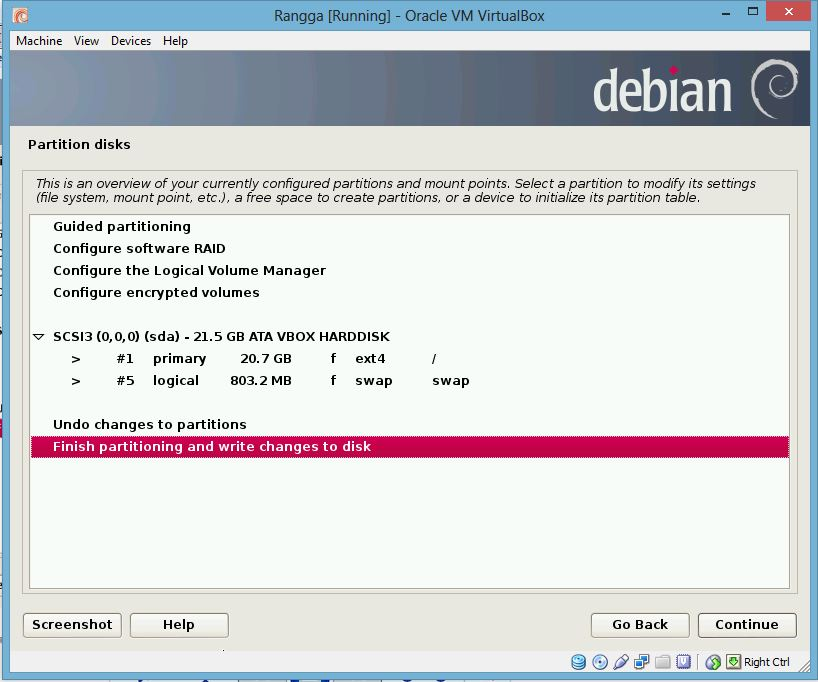 Rangga [Running] - Oracle VM VirtualBox
Machine View Devices Help
debian
Partition disks
This is an overview of your currently configured partitions and mount points. Select a partition to modify its settings
(file system, mount point, etc.), a free space to create partitions, or a device to initialize its partition table.
Guided partitioning
Configure software RAID
Configure the Logical Volume Manager
Configure encrypted volumes
SCSI3 (0,0,0) (sda) - 21.5 GB ATA VBOX HARDDISK
> #1 primary 20.7 GB f ext4 /
> #5 logical 803.2 MB f swap swap
Undo changes to partitions
Finish partitioning and write changes to disk
Screenshot Help Go Back Continue
Right Ctrl